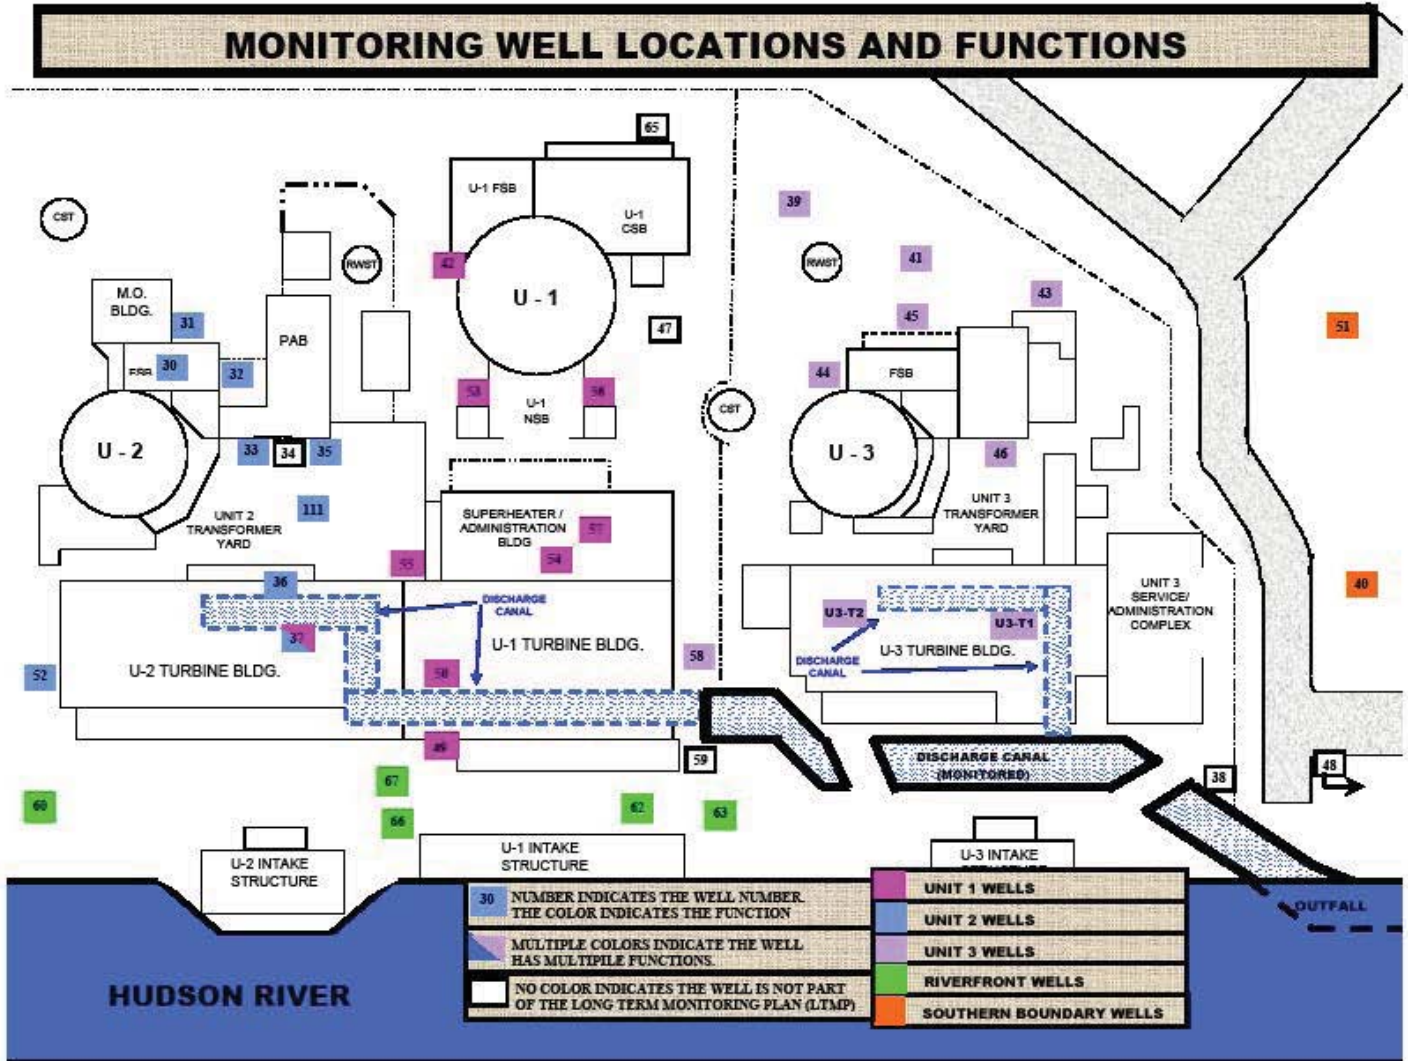 MONITORING WELL LOCATIONS AND FUNCTIONS
65
U-1 FSB
U-1
CSB
39
CST
RWST
RWST
41
42
U - 1
M.O.
BLDG.
43
31
45
51
47
PAB
30
FSB
32
44
FSB
53
56
U-1
NSB
CST
U - 2
33
34
35
U - 3
46
111
UNIT 2
TRANSFORMER
YARD
SUPERHEATER /
ADMINISTRATION
BLDG
57
54
UNIT 3
TRANSFORMER
YARD
55
36
DISCHARGE
CANAL
UNIT 3
SERVICE/
ADMINISTRATION
COMPLEX
40
U3-T2
U3-T1
37
U-1 TURBINE BLDG.
U-3 TURBINE BLDG.
58
DISCHARGE
CANAL
52
U-2 TURBINE BLDG.
50
49
59
DISCHARGE CANAL
(MONITORED)
38
48
60
67
66
62
63
U-2 INTAKE
STRUCTURE
U-1 INTAKE
STRUCTURE
U-3 INTAKE
OUTFALL
HUDSON RIVER
30
NUMBER INDICATES THE WELL NUMBER.
THE COLOR INDICATES THE FUNCTION
MULTIPLE COLORS INDICATE THE WELL
HAS MULTIPILE FUNCTIONS.
NO COLOR INDICATES THE WELL IS NOT PART
OF THE LONG TERM MONITORING PLAN (LTMP)
UNIT 1 WELLS
UNIT 2 WELLS
UNIT 3 WELLS
RIVERFRONT WELLS
SOUTHERN BOUNDARY WELLS